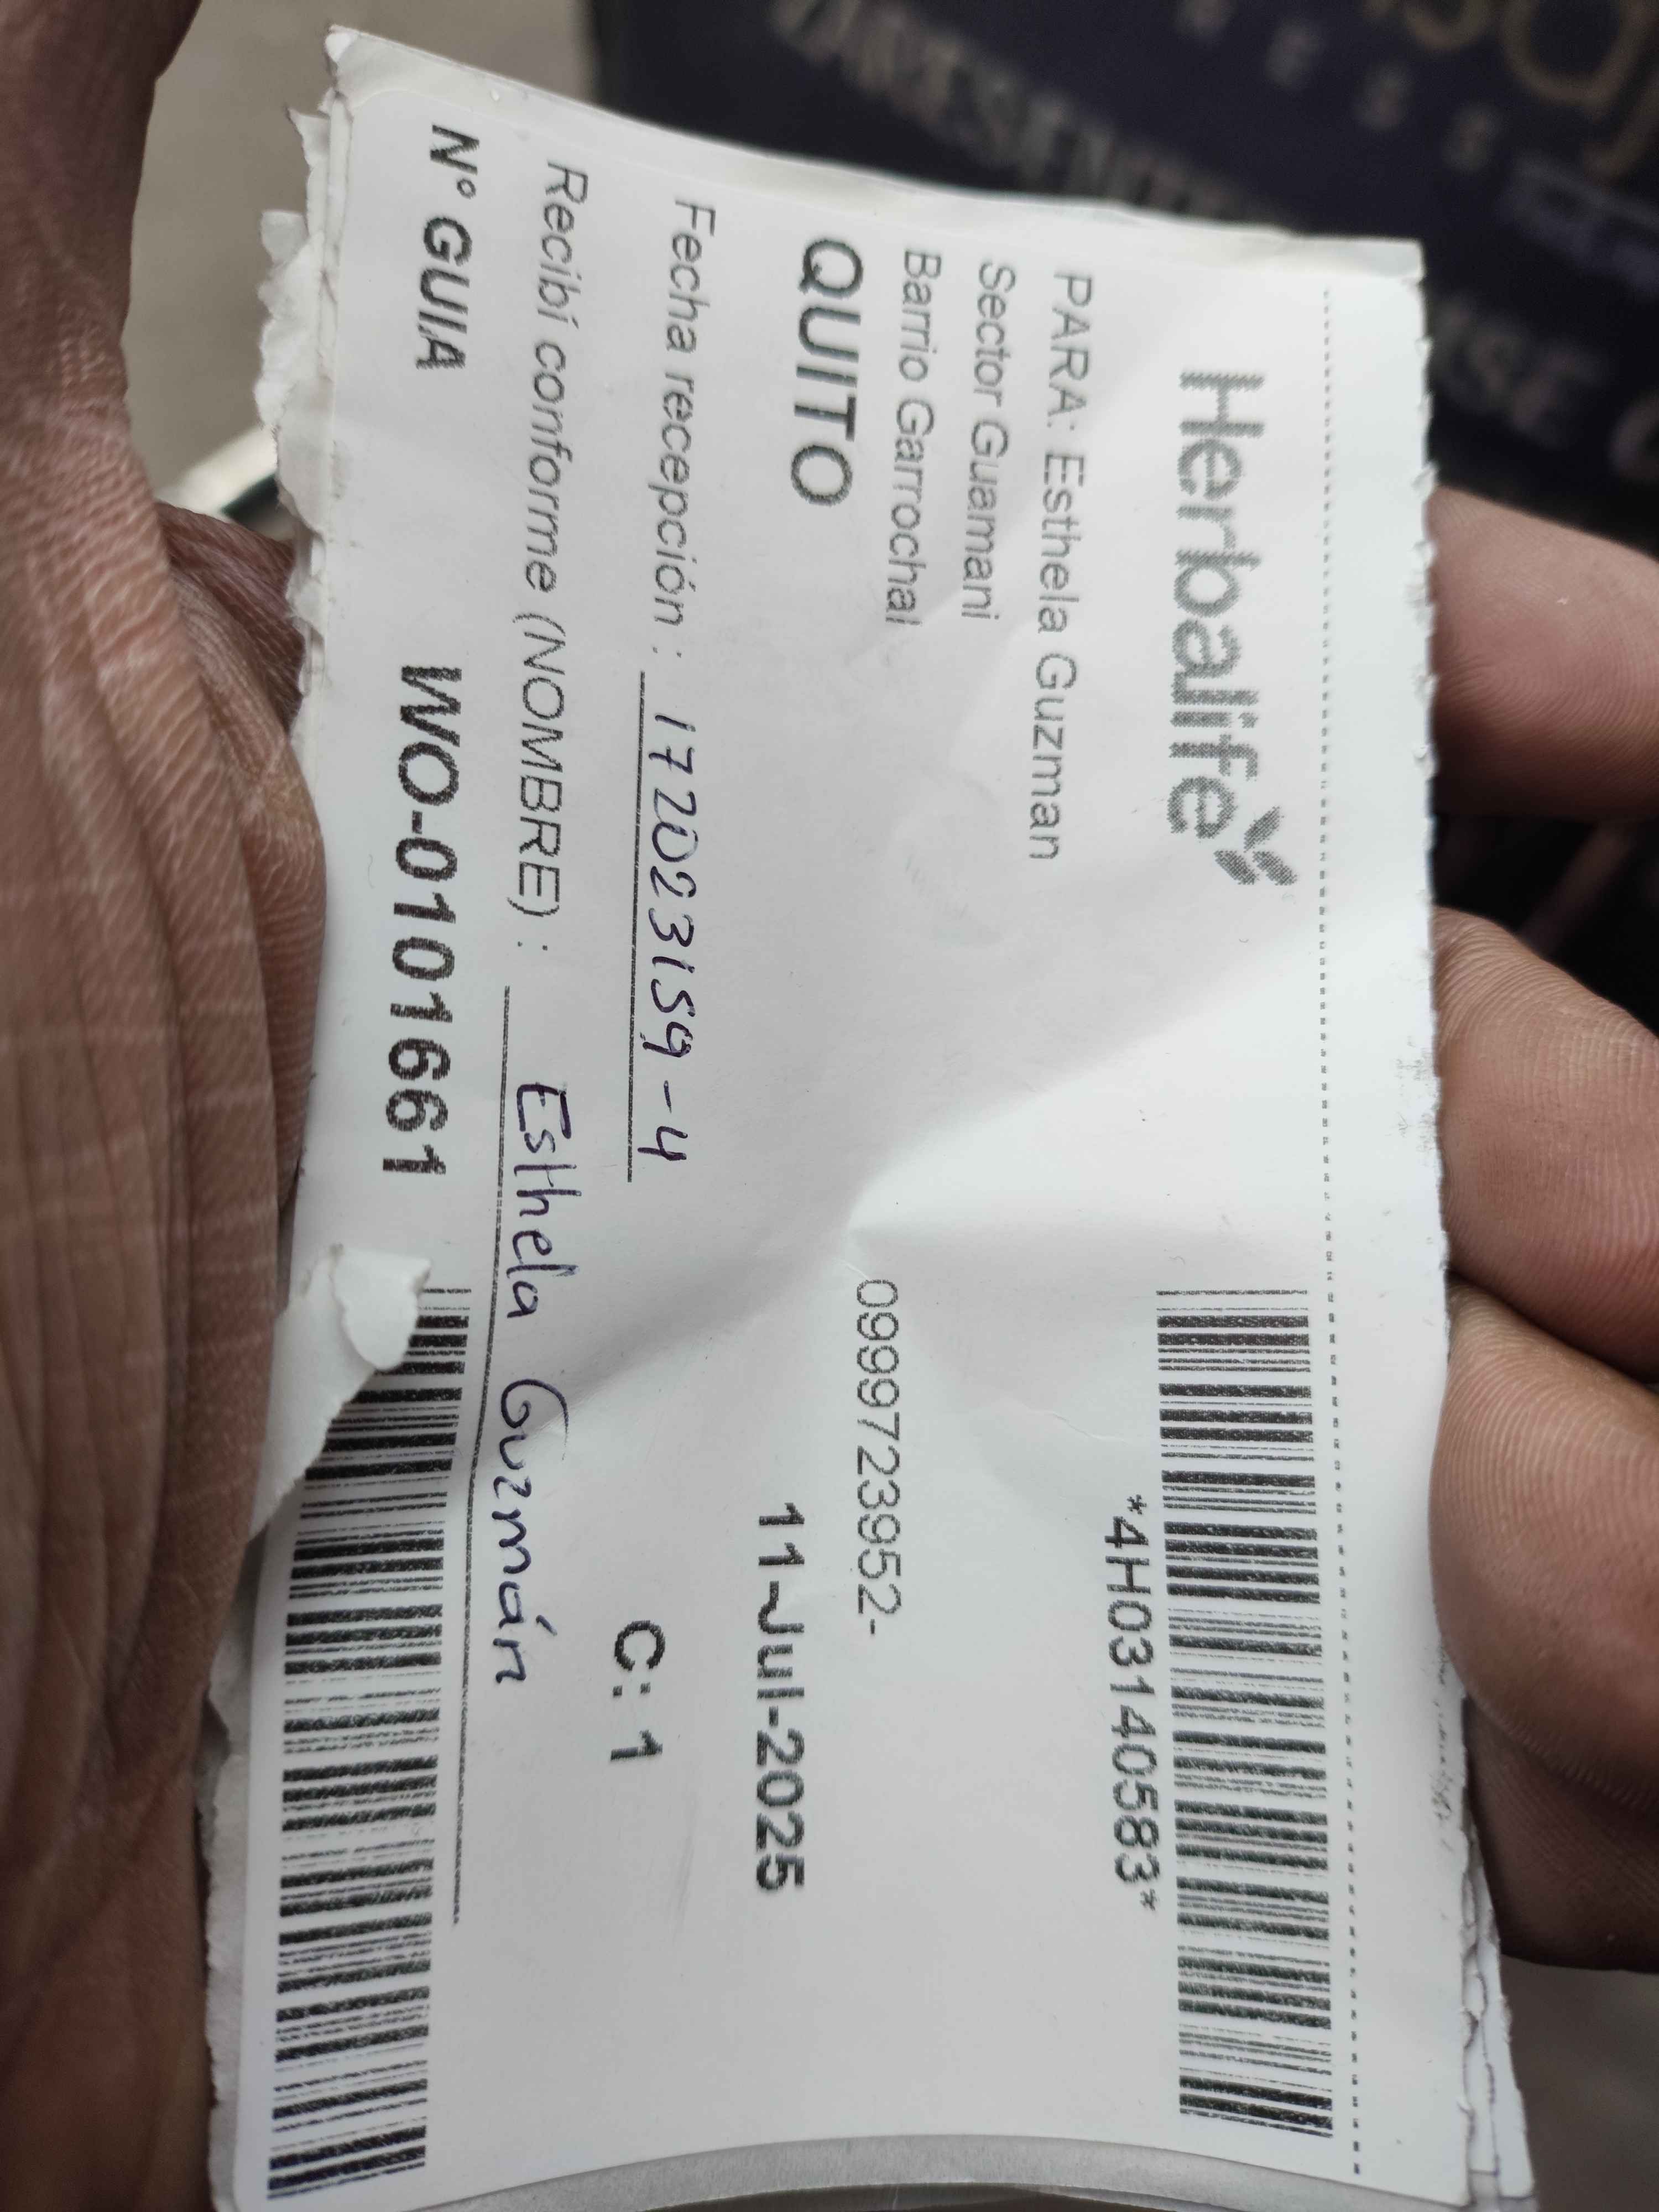 Herbalife
*4H03140583*
PARA: Esthela Guzman
Sector Guamani
Barrio Garrochal
0999723952-
QUITO
11-Jul-2025
Fecha recepción : 172023159-4
C: 1
Recibí conforme (NOMBRE) : Esthela Guzmán
Nº GUIA WO-0101661